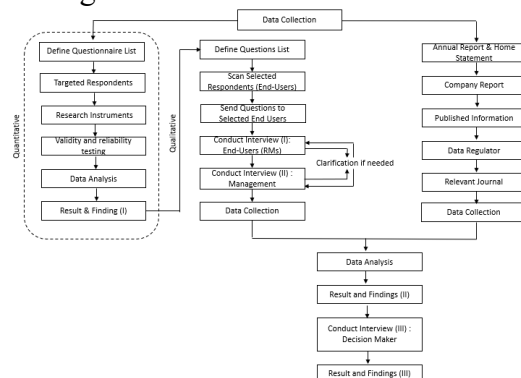 Data Collection
Define Questionnaire List
Targeted Respondents
Research Instruments
Validity and reliability
testing
Data Analysis
Result & Finding (I)
Quantitative
Qualitative
Define Questions List
Scan Selected
Respondents (End-Users)
Send Questions to
Selected End Users
Conduct Interview (I):
End-Users (RMs)
Conduct Interview (II) :
Management
Data Collection
Clarification if needed
Annual Report & Home
Statement
Company Report
Published Information
Data Regulator
Relevant Journal
Data Collection
Data Analysis
Result and Findings (II)
Conduct Interview (III) :
Decision Maker
Result and Findings (III)